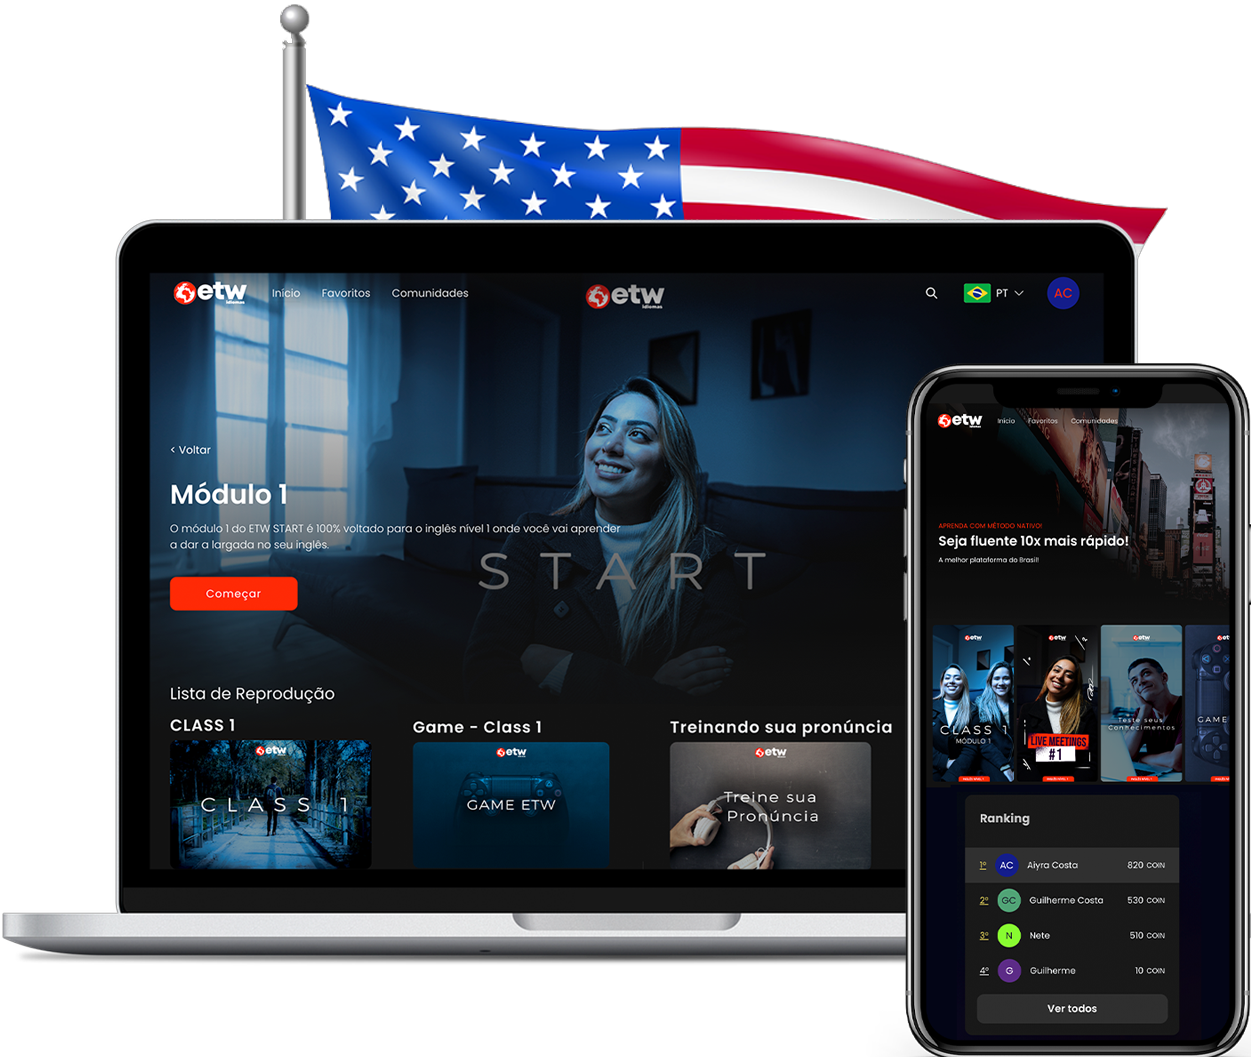 etw
idiomas
Início
Favoritos
Comunidades
etw
idiomas
PT
AC
< Voltar
Módulo 1
O módulo 1 do ETW START é 100% voltado para o inglês nível 1 onde você vai aprender
a dar a largada no seu inglês.
START
Começar
Lista de Reprodução
CLASS 1
etw
CLASS 1
Game - Class 1
etw
GAME ETW
Treinando sua pronúncia
etw
Treine sua
Pronúncia
etw
idiomas
Início
Favoritos
Comunidades
APRENDA COM MÉTODO NATIVO!
Seja fluente 10x mais rápido!
A melhor plataforma do Brasil!
etw
CLASS 1
MÓDULO 1
etw
LIVE MEETINGS
#1
etw
Teste seus
Conhecimentos
GAME
Ranking
1º AC Aiyra Costa 820 COIN
2º GC Guilherme Costa 530 COIN
3º N Nete 510 COIN
4º G Guilherme 10 COIN
Ver todos